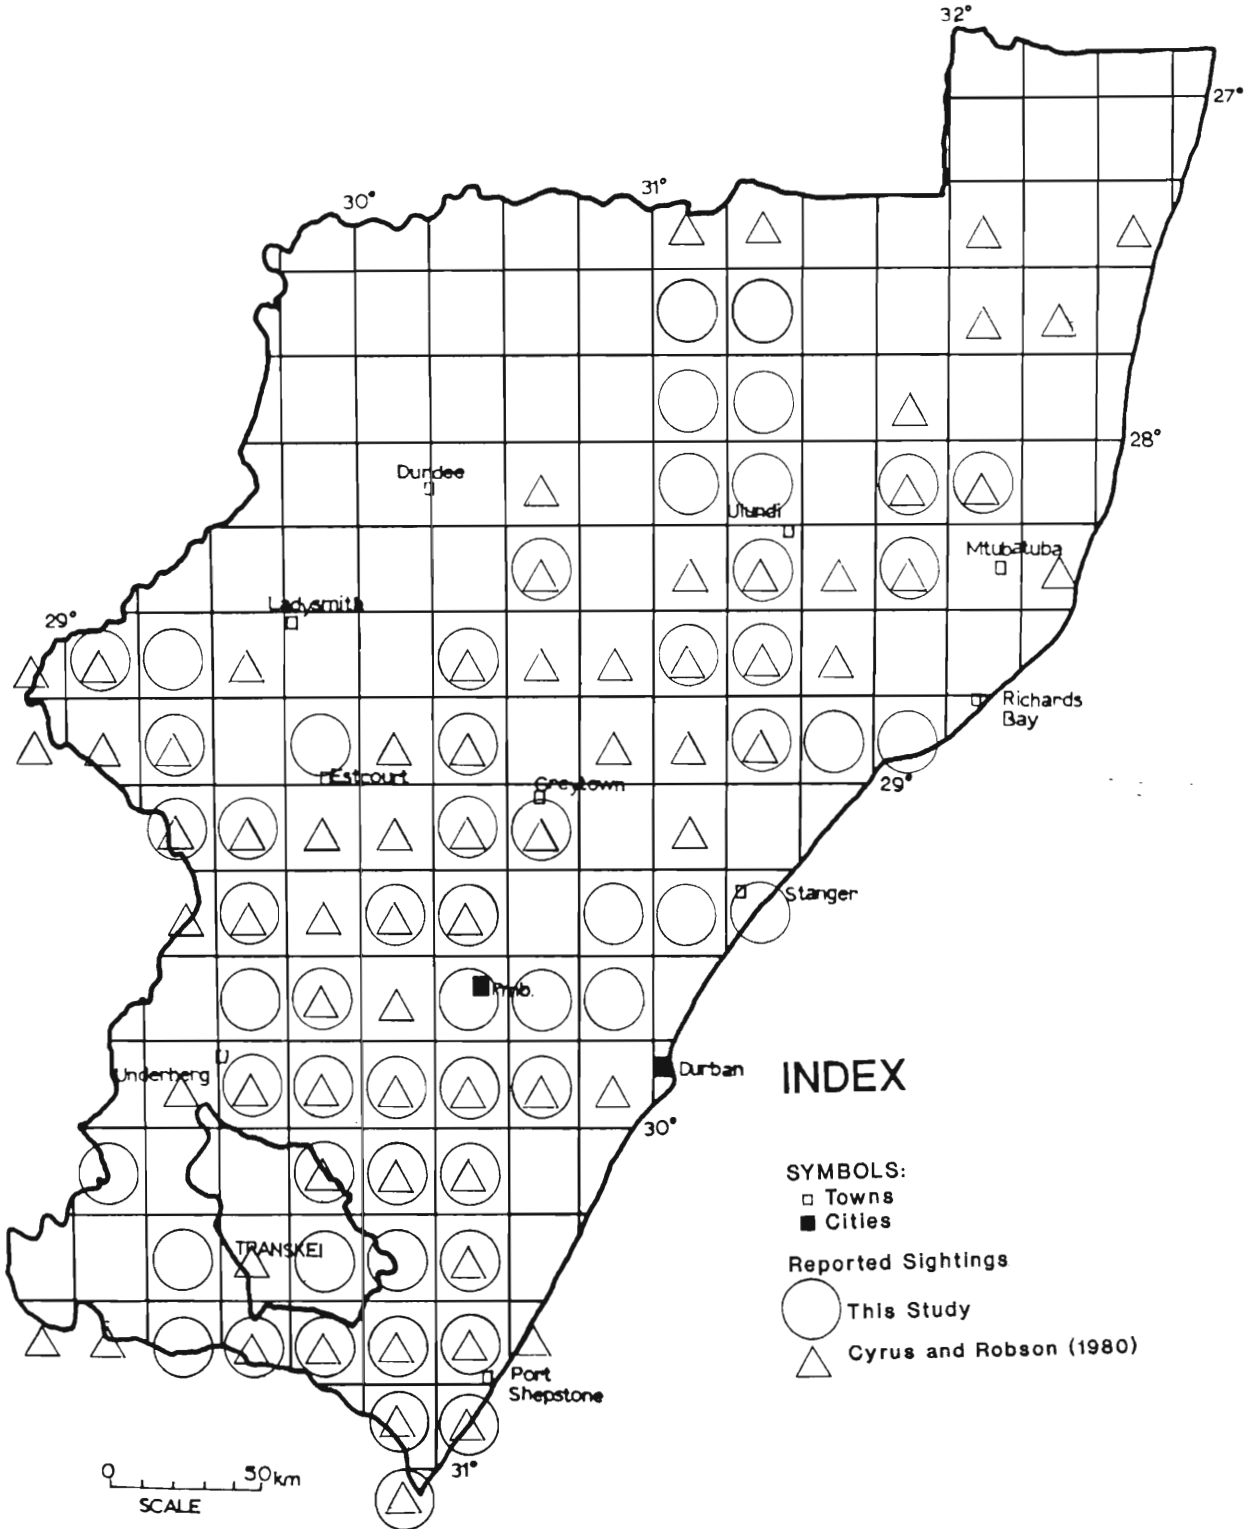 32°
27°
30°
31°
28°
Dundee
Ulundi
Mtubatuba
Ladysmith
29°
Richards
Bay
Estcourt
Greytown
29°
Stanger
Pmb.
Underberg
Durban
30°
INDEX
SYMBOLS:
Towns
Cities
TRANSKEI
Reported Sightings
This Study
Cyrus and Robson (1980)
Port
Shepstone
31°
0 50km
SCALE